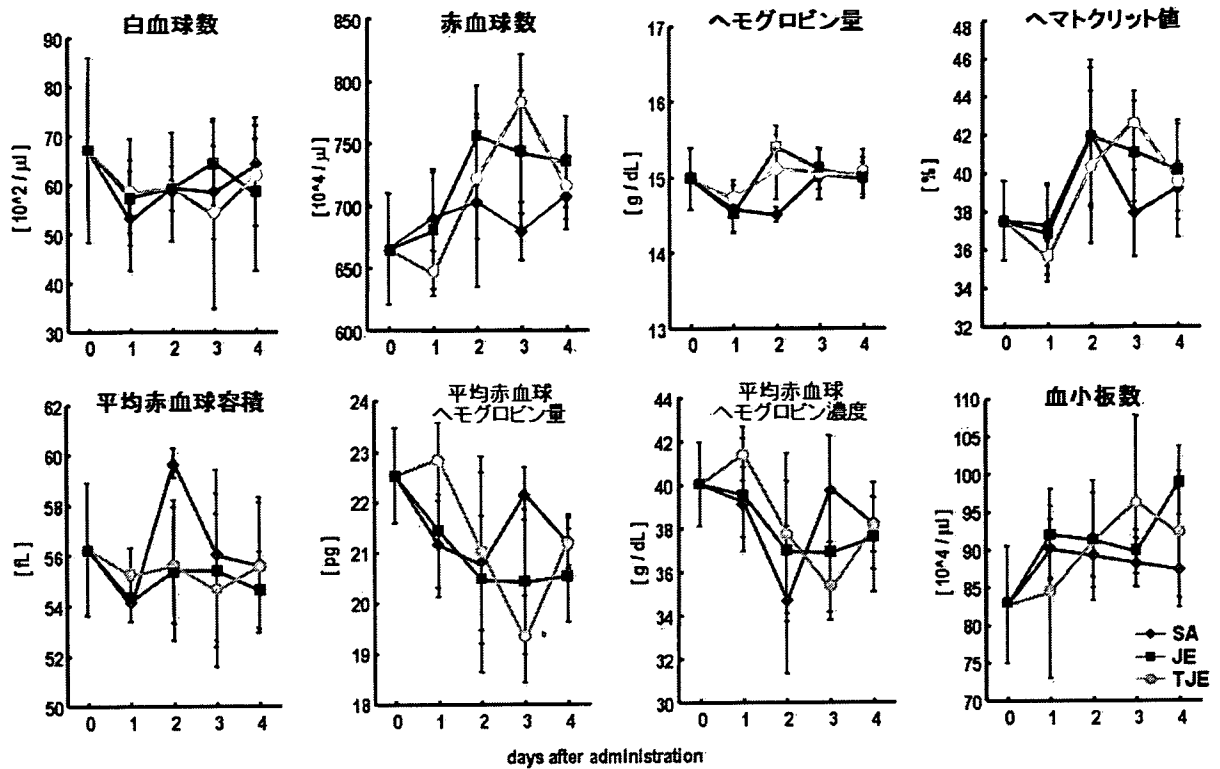 白血球数
90
80
70
60
50
40
30
[10^2/μl]
0 1 2 3 4
赤血球数
850
800
750
700
650
600
[10^4/μl]
0 1 2 3 4
ヘモグロビン量
17
16
15
14
13
[g/dL]
0 1 2 3 4
ヘマトクリット値
48
46
44
42
40
38
36
34
32
[%]
0 1 2 3 4
平均赤血球容積
62
60
58
56
54
52
50
[fL]
0 1 2 3 4
平均赤血球
ヘモグロビン量
24
23
22
21
20
19
18
[pg]
0 1 2 3 4
平均赤血球
ヘモグロビン濃度
44
42
40
38
36
34
32
30
[g/dL]
0 1 2 3 4
血小板数
110
105
100
95
90
85
80
75
70
[10^4/μl]
0 1 2 3 4
SA
JE
TJE
days after administration